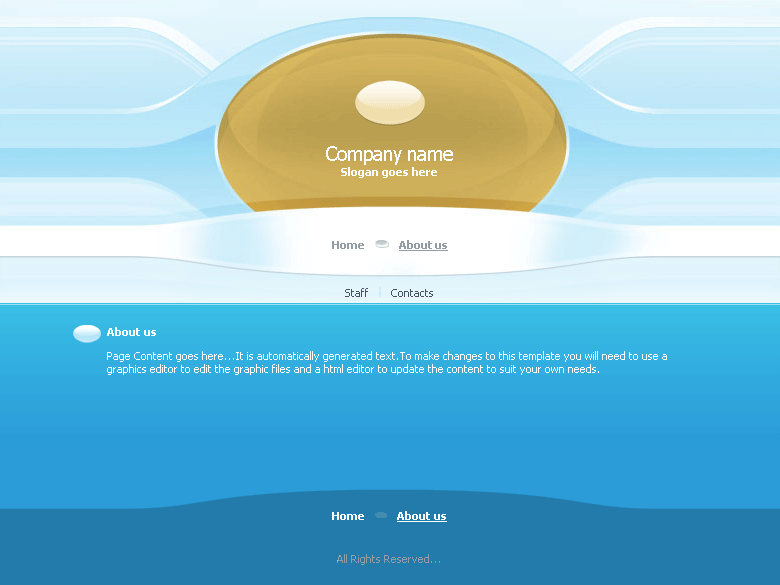 Company name
Slogan goes here
Home About us
Staff Contacts
About us
Page Content goes here...It is automatically generated text.To make changes to this template you will need to use a
graphics editor to edit the graphic files and a html editor to update the content to suit your own needs.
Home About us
All Rights Reserved...